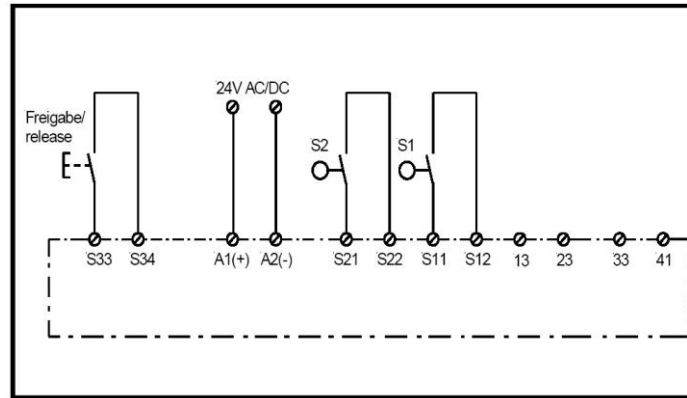 24V AC/DC
Freigabe/
release
S2
S1
S33 S34 A1(+) A2(-) S21 S22 S11 S12 13 23 33 41